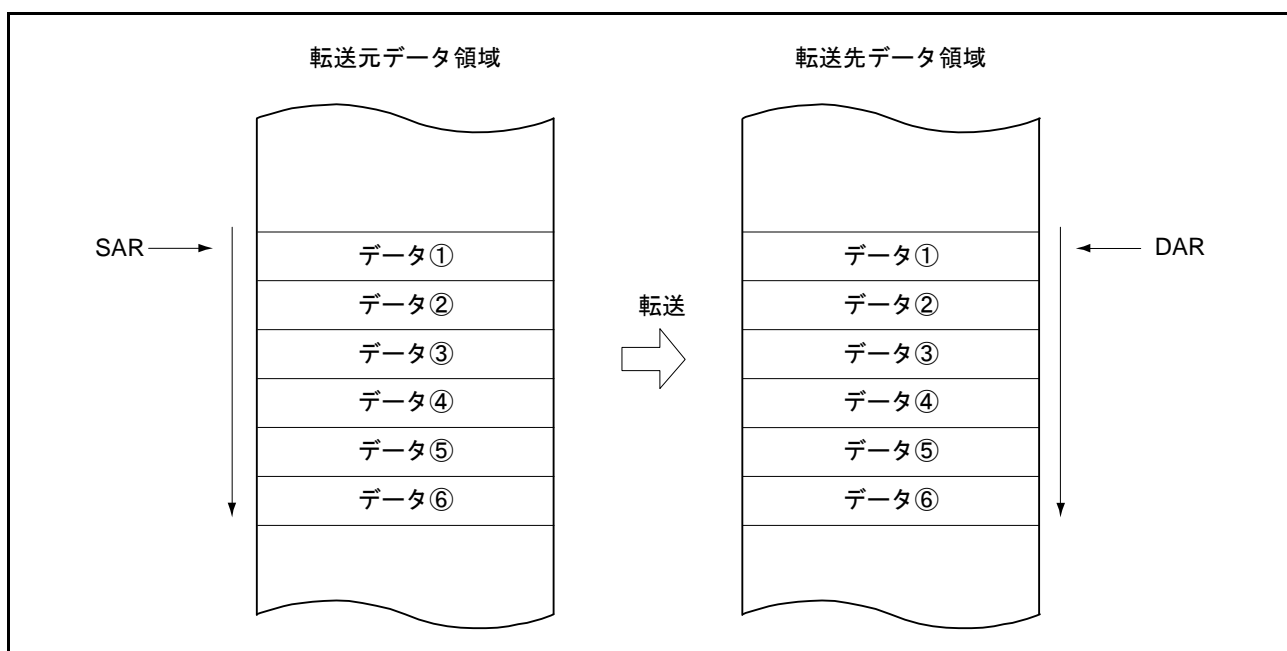 転送元データ領域
転送先データ領域
SAR
データ①
データ②
データ③
データ④
データ⑤
データ⑥
転送
データ①
データ②
データ③
データ④
データ⑤
データ⑥
DAR